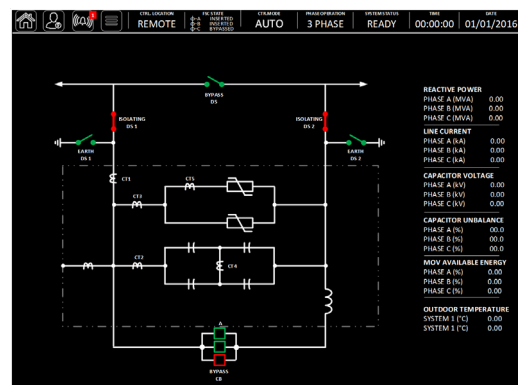 CTRL. LOCATION
REMOTE
FSC STATE
A INSERTED
B INSERTED
C BYPASSED
CTR.MODE
AUTO
PHASE OPERATION
3 PHASE
SYSTEM STATUS
READY
TIME
00:00:00
DATE
01/01/2016
1
BYPASS
DS
ISOLATING
DS 1
ISOLATING
DS 2
EARTH
DS 1
EARTH
DS 2
CT1
CT3
CT5
CT2
CT4
A
BYPASS
CB
REACTIVE POWER
PHASE A (MVA) 0.00
PHASE B (MVA) 0.00
PHASE C (MVA) 0.00
LINE CURRENT
PHASE A (kA) 0.00
PHASE B (kA) 0.00
PHASE C (kA) 0.00
CAPACITOR VOLTAGE
PHASE A (kV) 0.00
PHASE B (kV) 0.00
PHASE C (kV) 0.00
CAPACITOR UNBALANCE
PHASE A (%) 00.0
PHASE B (%) 00.0
PHASE C (%) 00.0
MOV AVAILABLE ENERGY
PHASE A (%) 0.00
PHASE B (%) 0.00
PHASE C (%) 0.00
OUTDOOR TEMPERATURE
SYSTEM 1 (°C) 0.00
SYSTEM 1 (°C) 0.00